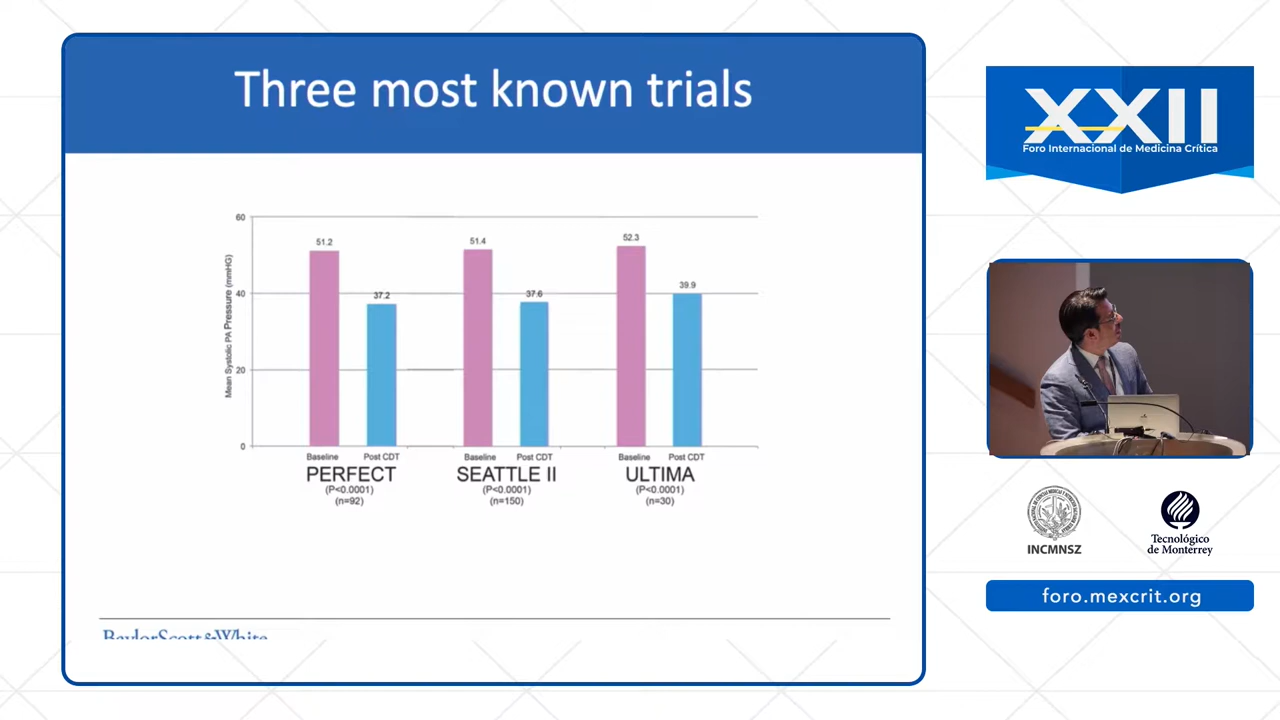 Three most known trials
60
40
20
0
Mean Systolic PA Pressure (mmHG)
51.2
37.2
51.4
37.6
52.3
39.9
Baseline Post CDT Baseline Post CDT Baseline Post CDT
PERFECT SEATTLE II ULTIMA
(P<0.0001) (P<0.0001) (P<0.0001)
(n=92) (n=150) (n=30)
BaylorScott&White
XXII
Foro Internacional de Medicina Crítica
INCMNSZ
Tecnológico
de Monterrey
foro.mexcrit.org